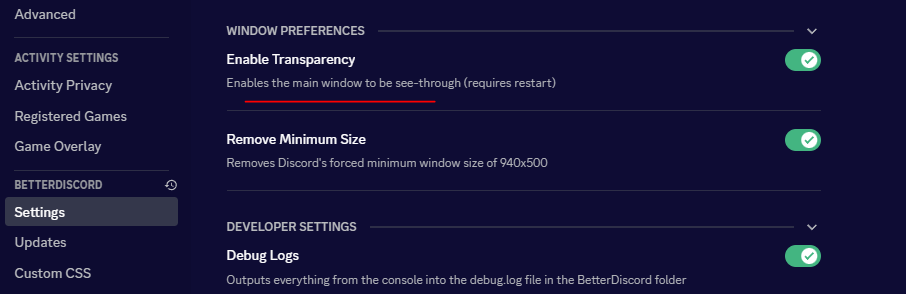 Advanced
ACTIVITY SETTINGS
Activity Privacy
Registered Games
Game Overlay
BETTERDISCORD
Settings
Updates
Custom CSS
WINDOW PREFERENCES
Enable Transparency
Enables the main window to be see-through (requires restart)
Remove Minimum Size
Removes Discord's forced minimum window size of 940x500
DEVELOPER SETTINGS
Debug Logs
Outputs everything from the console into the debug.log file in the BetterDiscord folder